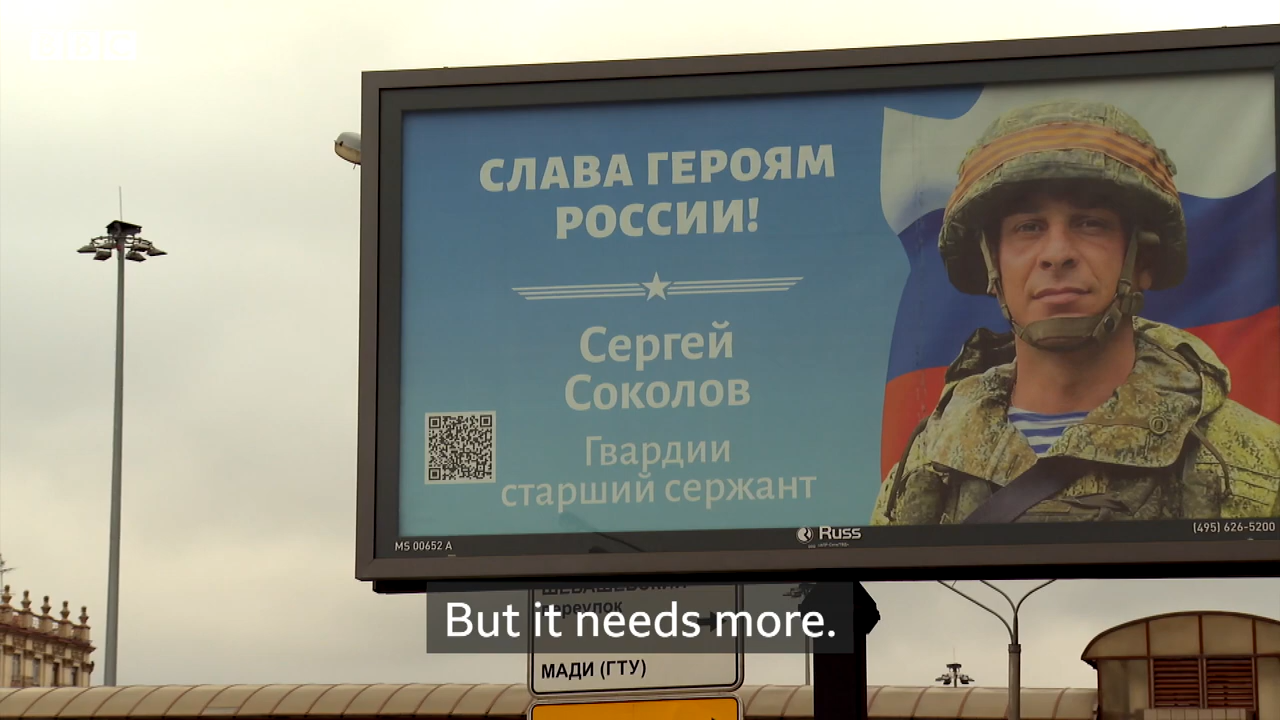 BBC
СЛАВА ГЕРОЯМ
РОССИИ!
Сергей
Соколов
Гвардии
старший сержант
MS 00652 A
Russ
(495) 626-5200
переулок
But it needs more.
МАДИ (ГТУ)